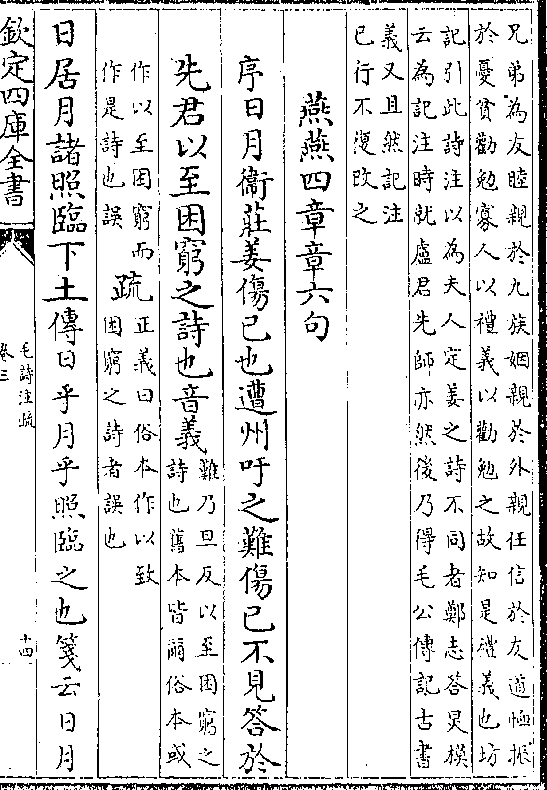 兄弟為友睦親於九族姻親於外親任信於友道恤振
於憂貧勸勉寡人以禮義以勸勉之故知是禮義也坊
記引此詩注以為夫人定姜之詩不同者鄭志答炅模
云為記注時就盧君先師亦然後乃得毛公傳記古書
義又且然記注
已行不復改之
燕燕四章章六句
序日月衛莊姜傷己也遭州吁之難傷己不見答於
先君以至困窮之詩也音義
難乃旦反以至困窮之
詩也舊本皆爾俗本或
作以至困窮而
作是詩也誤
疏
正義曰俗本作以致
困窮之詩者誤也
日居月諸照臨下土傳日乎月乎照臨之也箋云日月
欽定四庫全書
毛詩注疏
卷三
十四